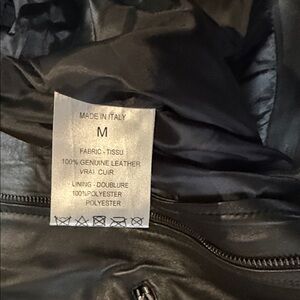 MADE IN ITALY
M
FABRIC - TISSU
100% GENUINE LEATHER
VRAI CUIR
LINING - DOUBLURE
100%POLYESTER
POLYESTER